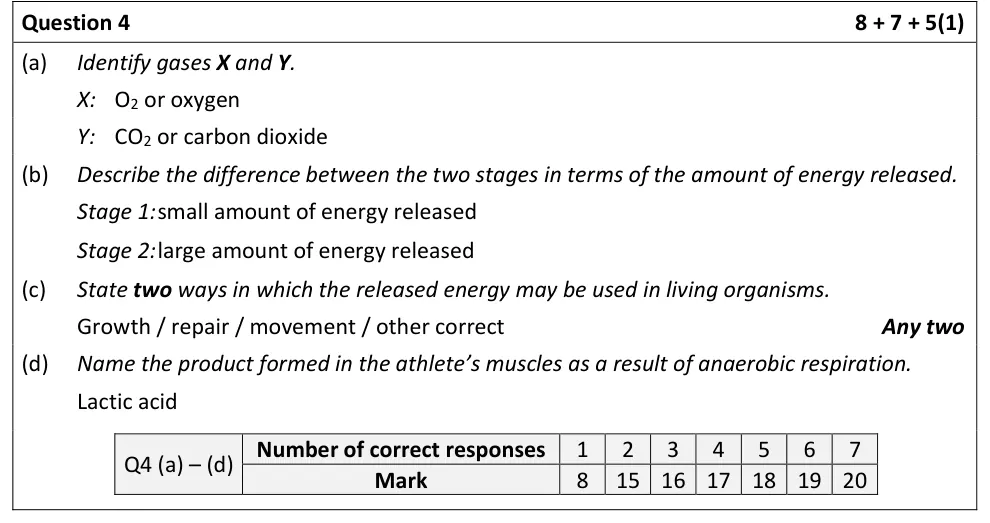 Question 4 8 + 7 + 5(1)
(a) Identify gases X and Y.
X: O₂ or oxygen
Y: CO₂ or carbon dioxide
(b) Describe the difference between the two stages in terms of the amount of energy released.
Stage 1: small amount of energy released
Stage 2: large amount of energy released
(c) State two ways in which the released energy may be used in living organisms.
Growth / repair / movement / other correct Any two
(d) Name the product formed in the athlete’s muscles as a result of anaerobic respiration.
Lactic acid
Q4 (a) – (d) Number of correct responses 1 2 3 4 5 6 7
Mark 8 15 16 17 18 19 20